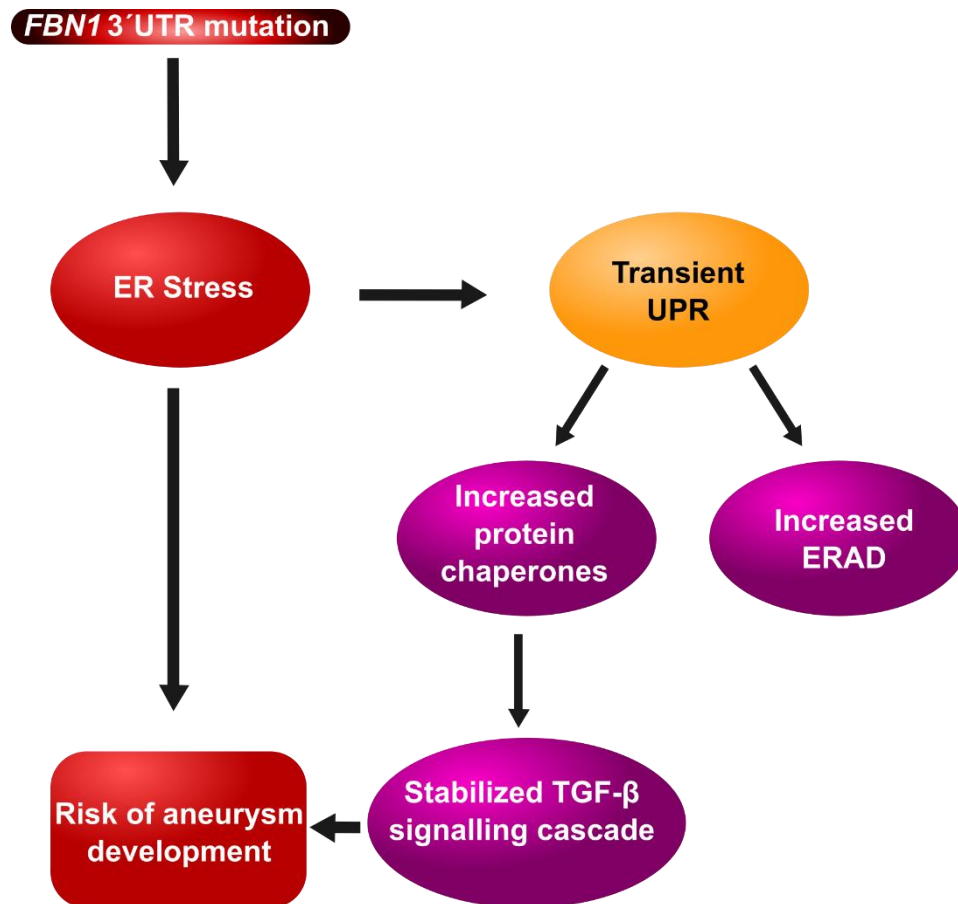 FBN1 3´UTR mutation
ER Stress
Transient
UPR
Increased
protein
chaperones
Increased
ERAD
Risk of aneurysm
development
Stabilized TGF-β
signalling cascade